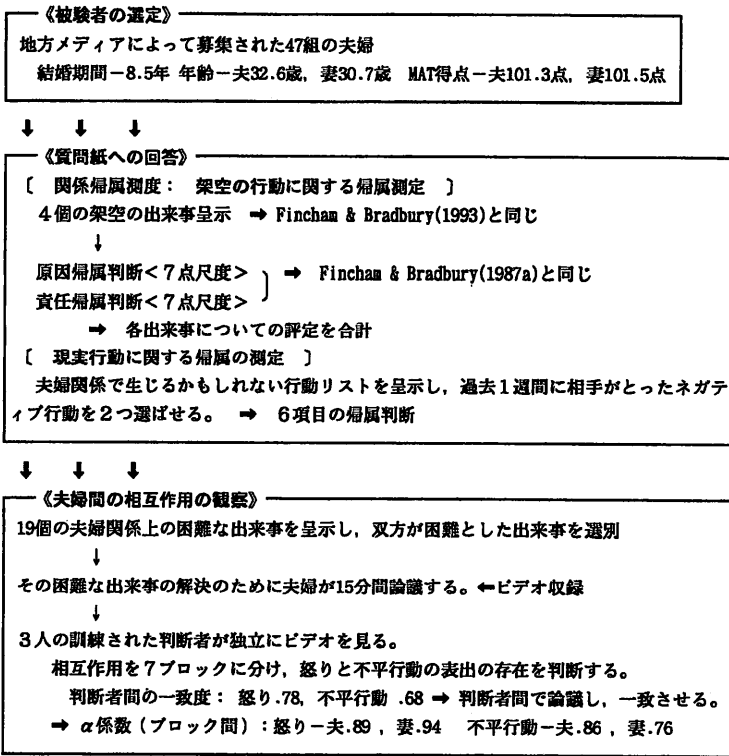 《被験者の選定》
地方メディアによって募集された47組の夫婦
結婚期間－8.5年 年齢－夫32.6歳，妻30.7歳 MAT得点－夫101.3点，妻101.5点
↓ ↓ ↓
《質問紙への回答》
〔 関係帰属測度： 架空の行動に関する帰属測定 〕
４個の架空の出来事呈示 ➡ Fincham & Bradbury(1993)と同じ
↓
原因帰属判断＜７点尺度＞
➡ Fincham & Bradbury(1987a)と同じ
責任帰属判断＜７点尺度＞
➡ 各出来事についての評定を合計
〔 現実行動に関する帰属の測定 〕
夫婦関係で生じるかもしれない行動リストを呈示し，過去１週間に相手がとったネガテ
ィブ行動を２つ選ばせる。 ➡ ６項目の帰属判断
↓ ↓ ↓
《夫婦間の相互作用の観察》
19個の夫婦関係上の困難な出来事を呈示し，双方が困難とした出来事を選別
↓
その困難な出来事の解決のために夫婦が15分間論議する。⬅ビデオ収録
↓
３人の訓練された判断者が独立にビデオを見る。
相互作用を７ブロックに分け，怒りと不平行動の表出の存在を判断する。
判断者間の一致度： 怒り.78，不平行動 .68 ➡ 判断者間で論議し，一致させる。
➡ α係数（ブロック間）：怒り－夫.89 ，妻.94 不平行動－夫.86 ，妻.76